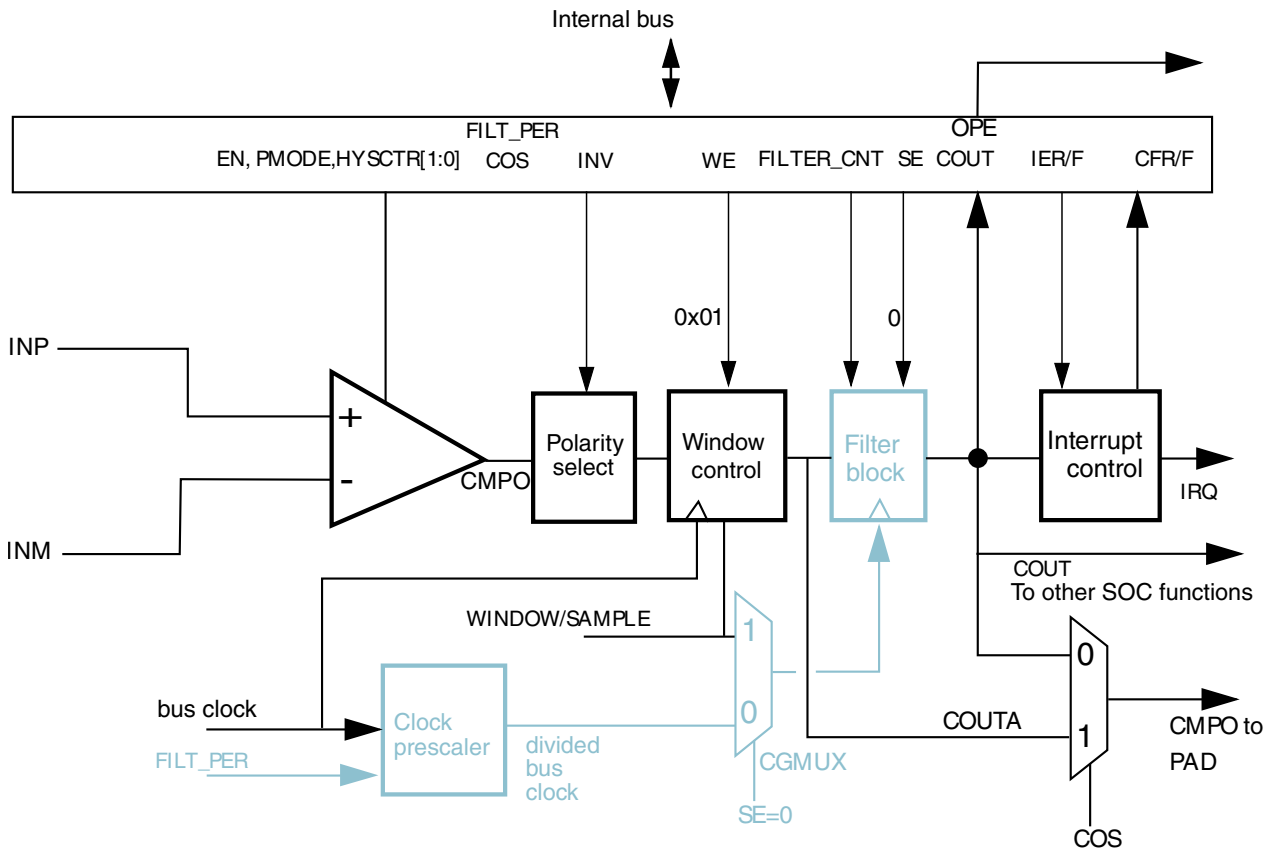 Internal bus
OPE
FILT_PER
EN, PMODE,HYSCTR[1:0]
COS
INV
WE
FILTER_CNT
SE
COUT
IER/F
CFR/F
0x01
0
INP
INM
+
-
CMPO
Polarity
select
Window
control
Filter
block
Interrupt
control
IRQ
COUT
To other SOC functions
WINDOW/SAMPLE
1
0
bus clock
FILT_PER
Clock
prescaler
divided
bus
clock
CGMUX
SE=0
COUTA
0
1
CMPO to
PAD
COS